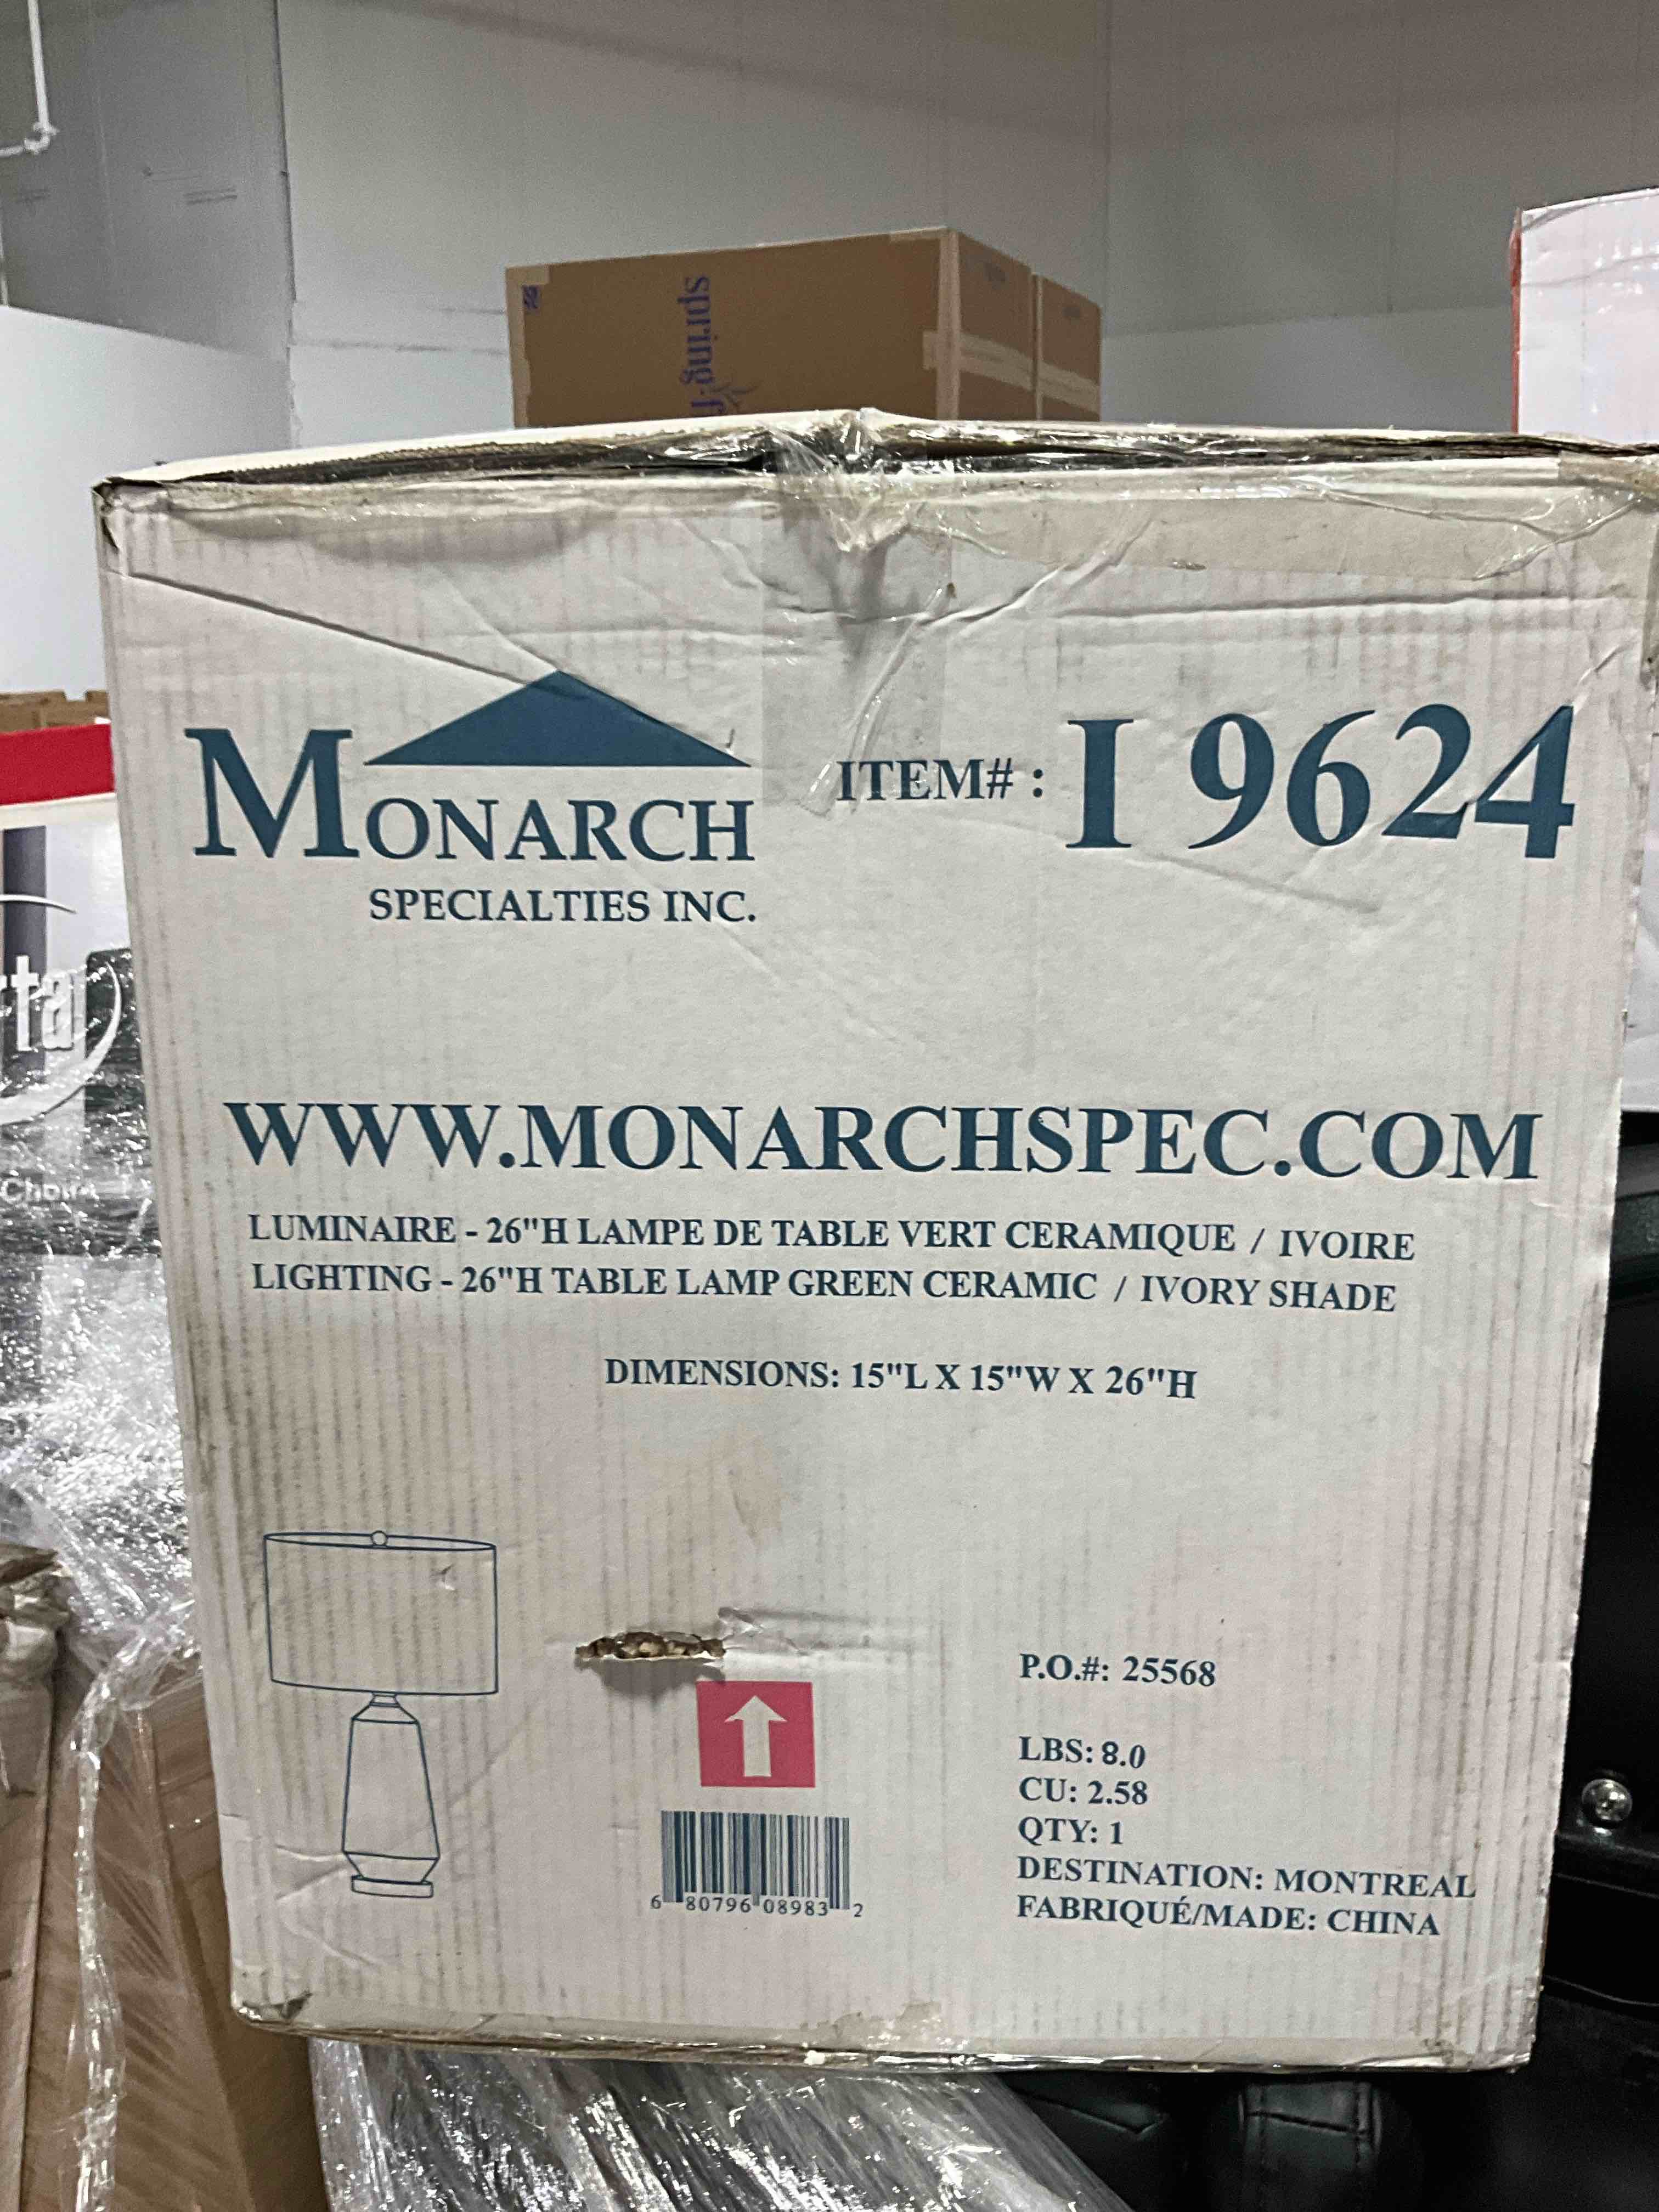 spring
MONARCH
SPECIALTIES INC.
ITEM# : I 9624
WWW.MONARCHSPEC.COM
LUMINAIRE - 26"H LAMPE DE TABLE VERT CERAMIQUE / IVOIRE
LIGHTING - 26"H TABLE LAMP GREEN CERAMIC / IVORY SHADE
DIMENSIONS: 15"L X 15"W X 26"H
P.O.#: 25568
LBS: 8.0
CU: 2.58
QTY: 1
DESTINATION: MONTREAL
FABRIQUÉ/MADE: CHINA
6 80796 08983 2